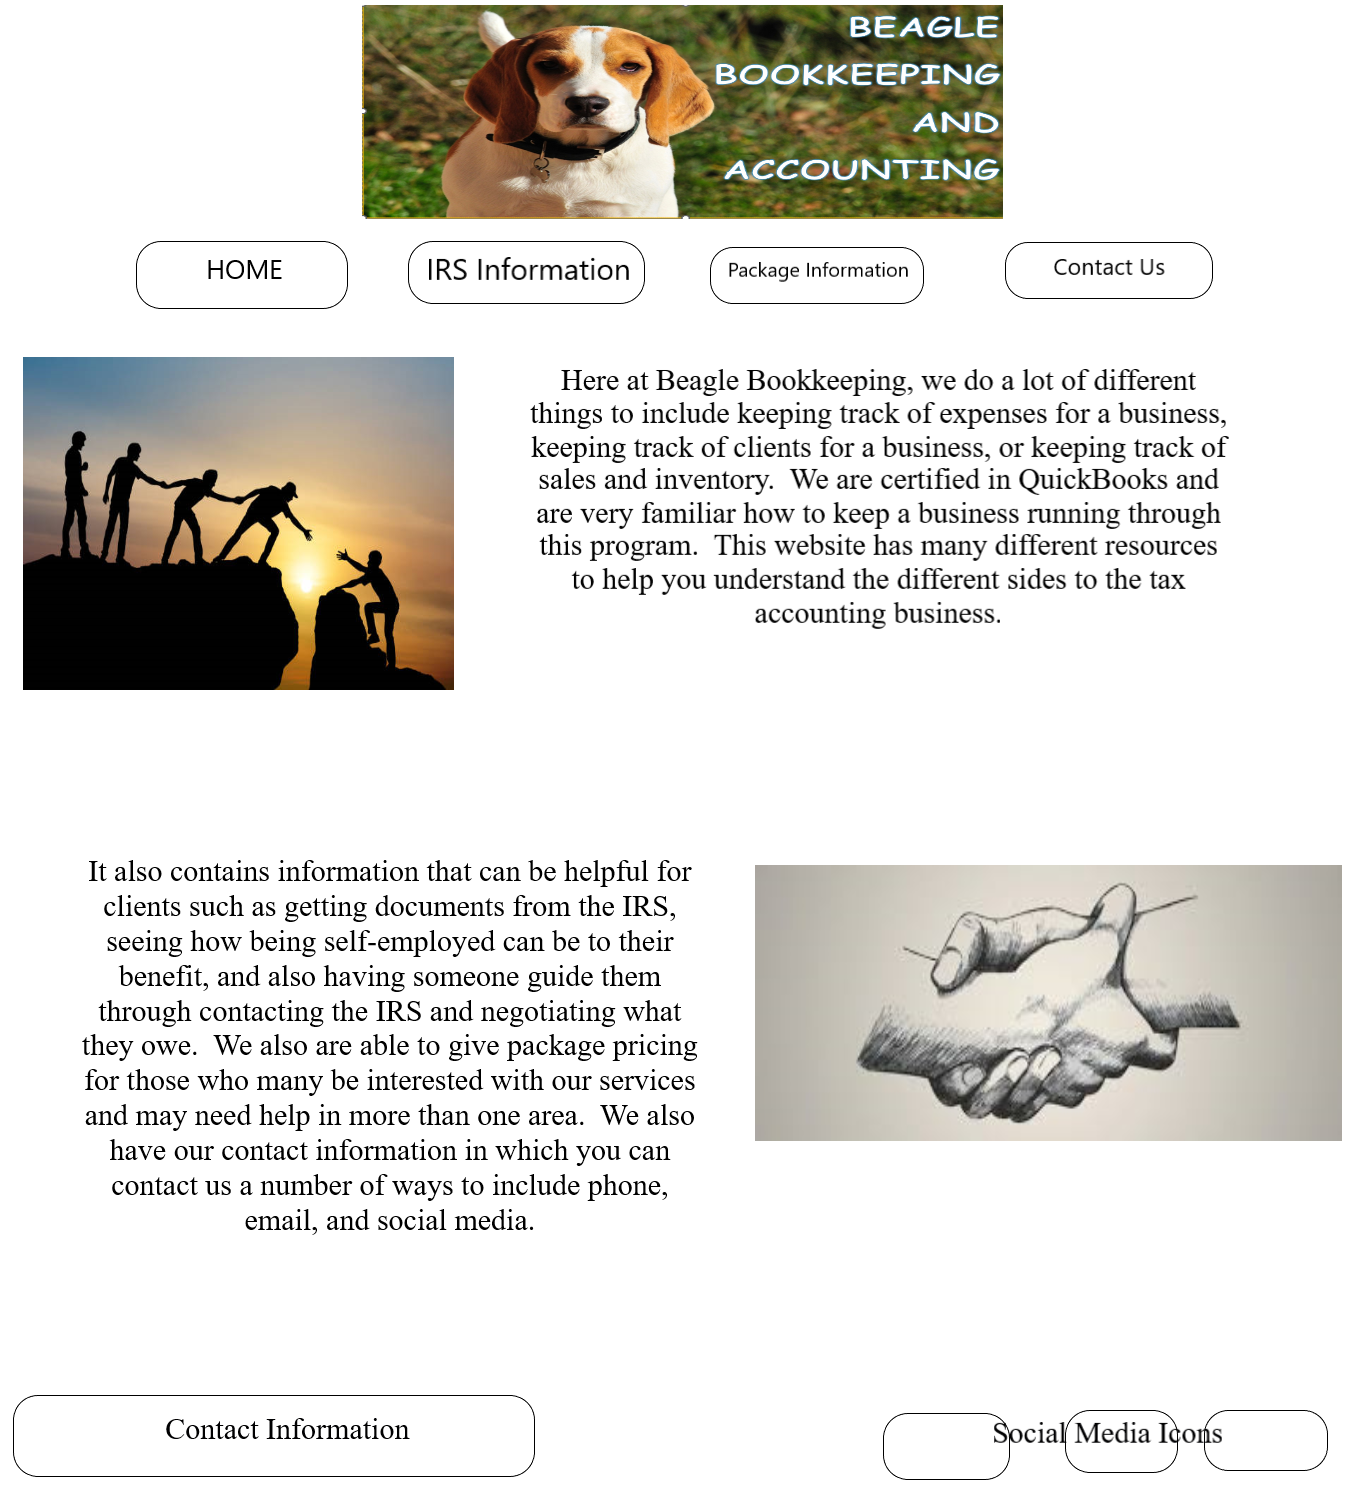 BEAGLE
BOOKKEEPING
AND
ACCOUNTING
HOME
IRS Information
Package Information
Contact Us
Here at Beagle Bookkeeping, we do a lot of different
things to include keeping track of expenses for a business,
keeping track of clients for a business, or keeping track of
sales and inventory.  We are certified in QuickBooks and
are very familiar how to keep a business running through
this program.  This website has many different resources
to help you understand the different sides to the tax
accounting business.
It also contains information that can be helpful for
clients such as getting documents from the IRS,
seeing how being self-employed can be to their
benefit, and also having someone guide them
through contacting the IRS and negotiating what
they owe.  We also are able to give package pricing
for those who many be interested with our services
and may need help in more than one area.  We also
have our contact information in which you can
contact us a number of ways to include phone,
email, and social media.
Contact Information
Social Media Icons